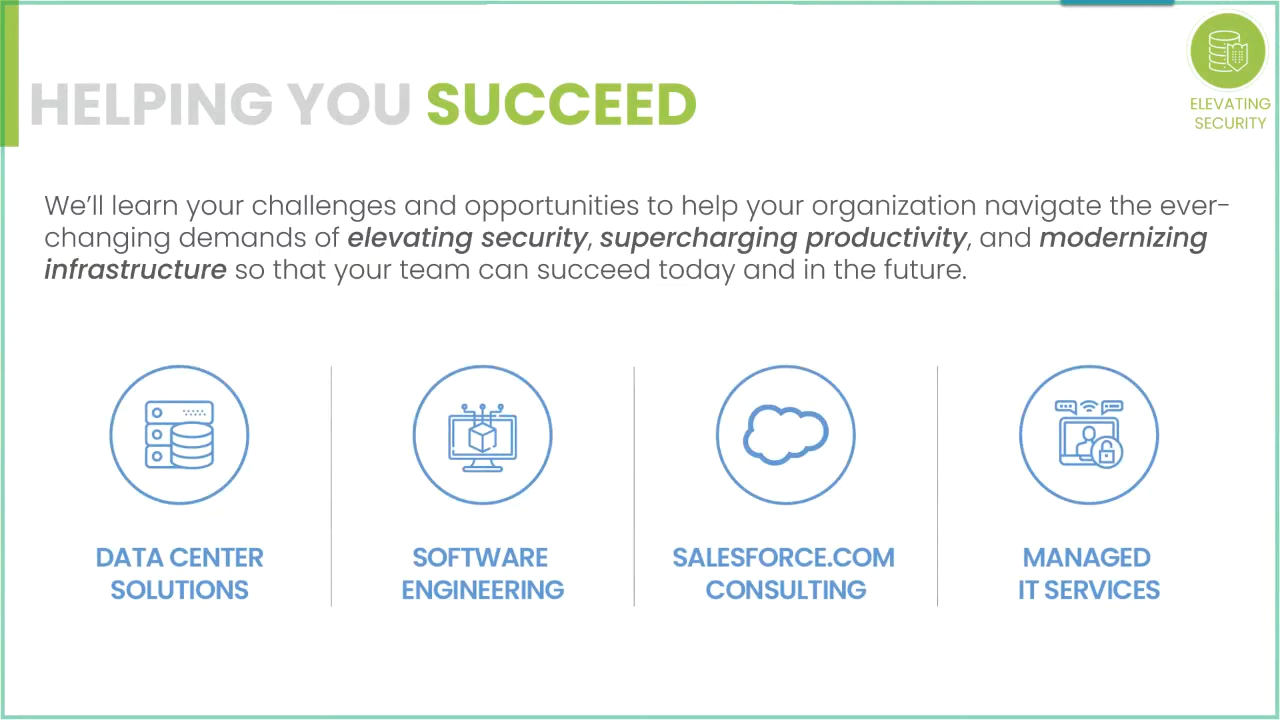 HELPING YOU SUCCEED
ELEVATING
SECURITY
We’ll learn your challenges and opportunities to help your organization navigate the ever-
changing demands of elevating security, supercharging productivity, and modernizing
infrastructure so that your team can succeed today and in the future.
DATA CENTER
SOLUTIONS
SOFTWARE
ENGINEERING
SALESFORCE.COM
CONSULTING
MANAGED
IT SERVICES